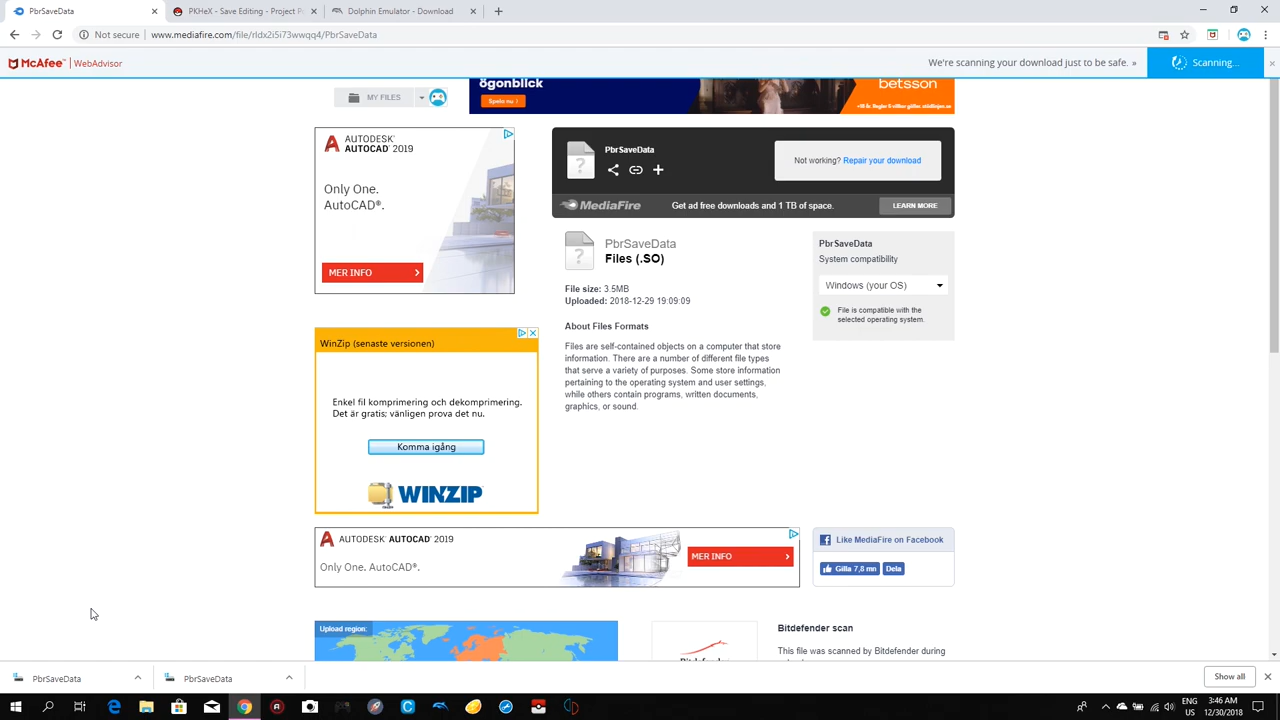 PbrSaveData
PKHeX - Save Editing - Project P
Dolphin Emulator - Download
Not secure
www.mediafire.com/file/rldx2i5i73wwqq4/PbrSaveData
McAfee™ | WebAdvisor
We're scanning your download just to be safe. »
Scanning...
MY FILES
ögonblick
Spela nu
betsson
AUTODESK®
AUTOCAD® 2019
Only One.
AutoCAD®.
MER INFO
PbrSaveData
Not working? Repair your download
MediaFire
Get ad free downloads and 1 TB of space.
LEARN MORE
PbrSaveData
Files (.SO)
File size: 3.5MB
Uploaded: 2018-12-29 19:09:09
About Files Formats
Files are self-contained objects on a computer that store
information. There are a number of different file types
that serve a variety of purposes. Some store information
pertaining to the operating system and user settings,
while others contain programs, written documents,
graphics, or sound.
PbrSaveData
System compatibility
Windows (your OS)
File is compatible with the
selected operating system.
WinZip (senaste versionen)
Enkel fil komprimering och dekomprimering.
Det är gratis; vänligen prova det nu.
Komma igång
WINZIP
AUTODESK® AUTOCAD® 2019
Only One. AutoCAD®.
MER INFO
Like MediaFire on Facebook
Gilla 7,8 mn
Dela
Upload region:
Bitdefender scan
This file was scanned by Bitdefender during
PbrSaveData
PbrSaveData
Show all
ENG
US
3:46 AM
12/30/2018